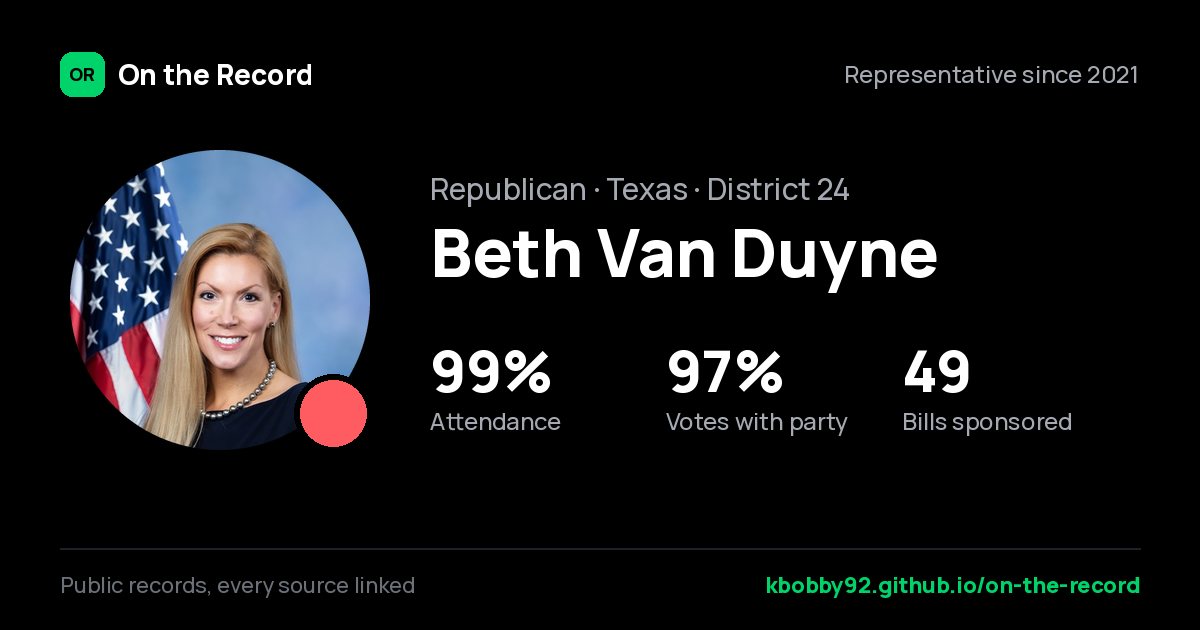 OR On the Record
Representative since 2021
Republican · Texas · District 24
Beth Van Duyne
99% 97% 49
Attendance Votes with party Bills sponsored
Public records, every source linked
kbobby92.github.io/on-the-record